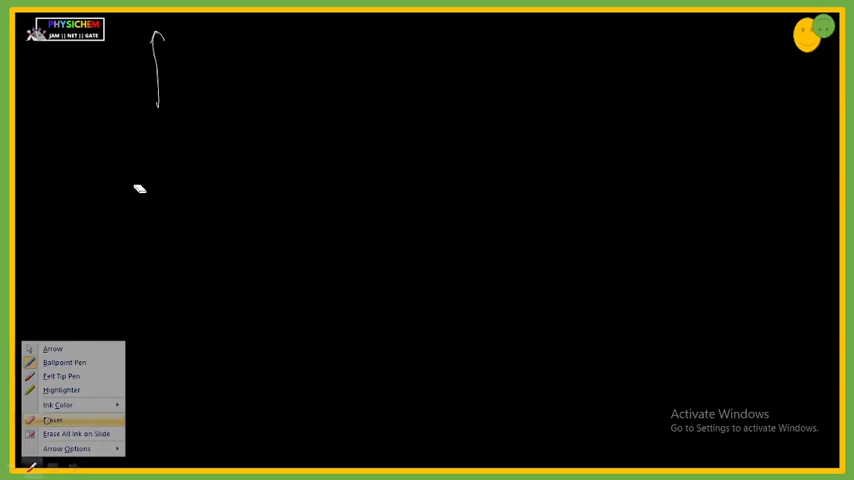 PHYSICHEM
JAM || NET || GATE
Arrow
Ballpoint Pen
Felt Tip Pen
Highlighter
Ink Color
Eraser
Erase All Ink on Slide
Arrow Options
Activate Windows
Go to Settings to activate Windows.